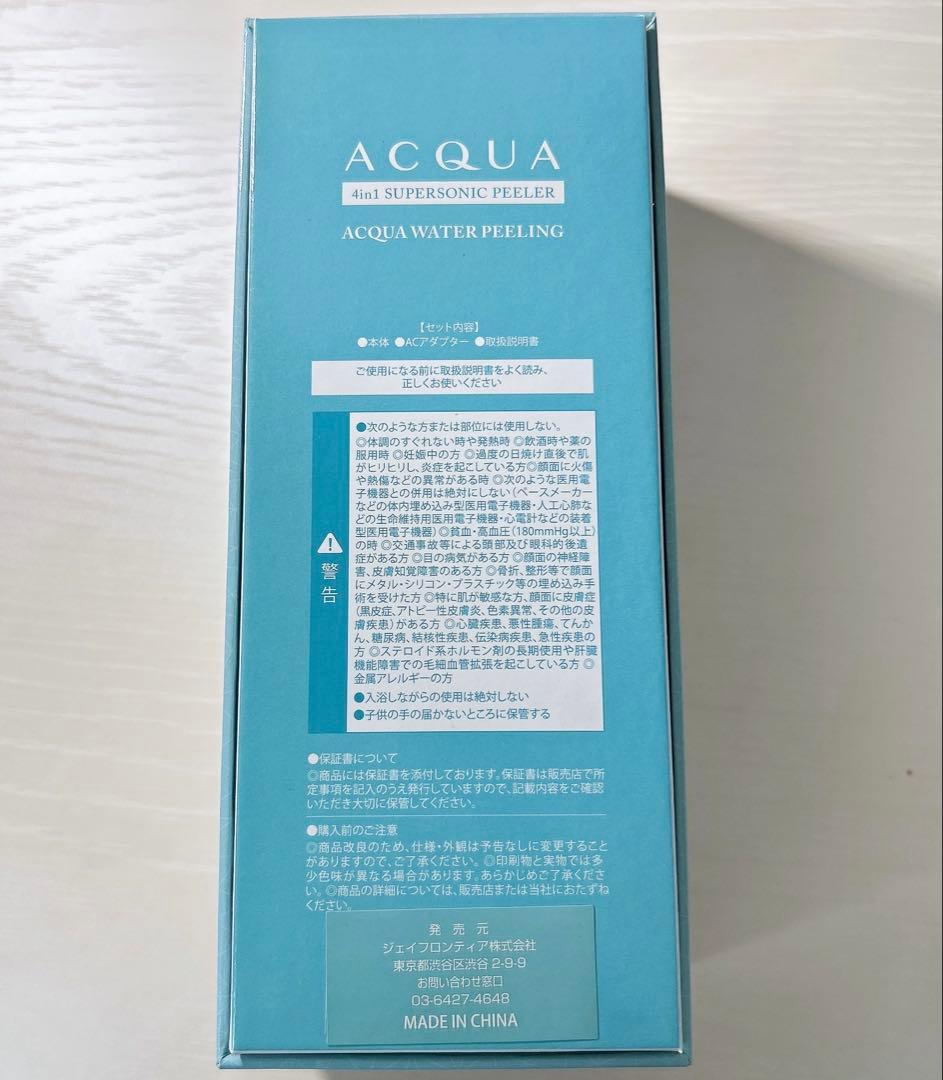 ACQUA
4in1 SUPERSONIC PEELER
ACQUA WATER PEELING
【セット内容】
●本体 ●ACアダプター ●取扱説明書
ご使用になる前に取扱説明書をよく読み、
正しくお使いください
警告
●次のような方または部位には使用しない。
◎体調のすぐれない時や発熱時 ◎飲酒時や薬の
服用時 ◎妊娠中の方 ◎過度の日焼け直後で肌
がヒリヒリし、炎症を起こしている方◎顔面に火傷
や熱傷などの異常がある時 ◎次のような医用電
子機器との併用は絶対にしない(ペースメーカー
などの体内埋め込み型医用電子機器・人工心肺な
どの生命維持用医用電子機器・心電計などの装着
型医用電子機器)◎貧血・高血圧(180mmHg以上)
の時 ◎交通事故等による頭部及び眼科的後遺
症がある方 ◎目の病気がある方 ◎顔面の神経障
害、皮膚知覚障害のある方 ◎骨折、整形等で顔面
にメタル・シリコン・プラスチック等の埋め込み手
術を受けた方 ◎特に肌が敏感な方、顔面に皮膚症
(黒皮症、アトピー性皮膚炎、色素異常、その他の皮
膚疾患)がある方 ◎心臓疾患、悪性腫瘍、てんか
ん、糖尿病、結核性疾患、伝染病疾患、急性疾患の
方 ◎ステロイド系ホルモン剤の長期使用や肝臓
機能障害での毛細血管拡張を起こしている方 ◎
金属アレルギーの方
●入浴しながらの使用は絶対しない
●子供の手の届かないところに保管する
●保証書について
◎商品には保証書を添付しております。保証書は販売店で所
定事項を記入のうえ発行していますので、記載内容をご確認
いただき大切に保管してください。
●購入前のご注意
◎商品改良のため、仕様・外観は予告なしに変更すること
がありますので、ご了承ください。◎印刷物と実物では多
少色味が異なる場合があります。あらかじめご了承くださ
い。◎商品の詳細については、販売店または当社におたずね
ください。
発売元
ジェイフロンティア株式会社
東京都渋谷区渋谷 2-9-9
お問い合わせ窓口
03-6427-4648
MADE IN CHINA